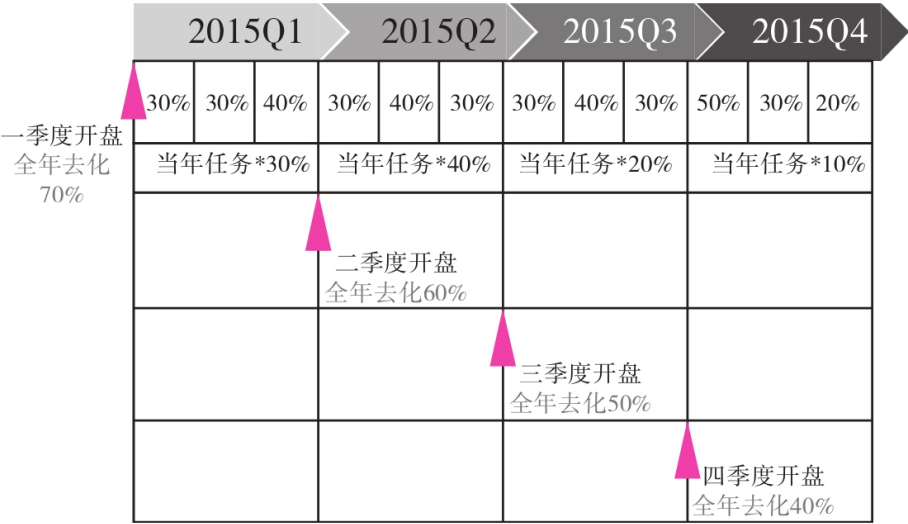 2015Q1 2015Q2 2015Q3 2015Q4
30% 30% 40% 30% 40% 30% 30% 40% 30% 50% 30% 20%
一季度开盘
全年去化
70%
当年任务*30% 当年任务*40% 当年任务*20% 当年任务*10%
二季度开盘
全年去化60%
三季度开盘
全年去化50%
四季度开盘
全年去化40%